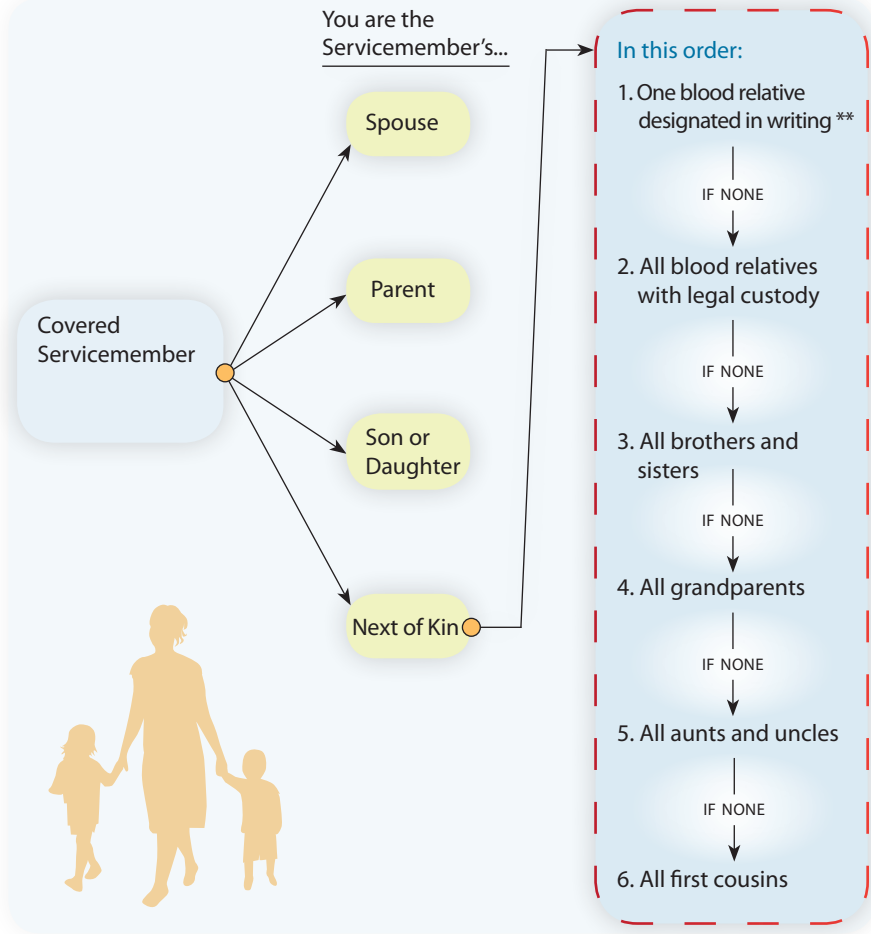 You are the
Servicemember's...
Covered
Servicemember
Spouse
Parent
Son or
Daughter
Next of Kin
In this order:
1. One blood relative
designated in writing **
IF NONE
2. All blood relatives
with legal custody
IF NONE
3. All brothers and
sisters
IF NONE
4. All grandparents
IF NONE
5. All aunts and uncles
IF NONE
6. All first cousins